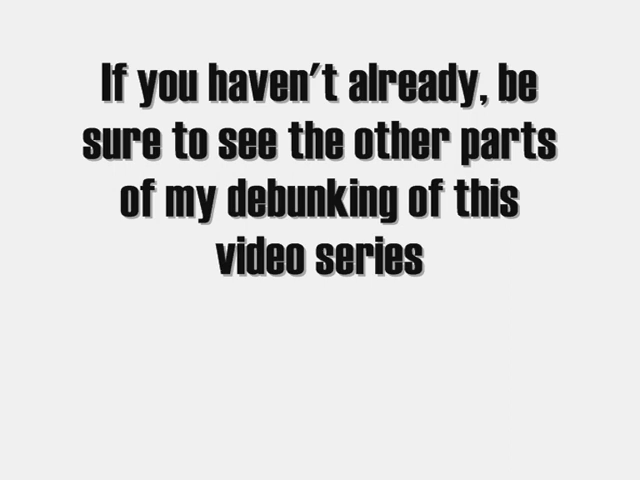 If you haven't already, be
sure to see the other parts
of my debunking of this
video series